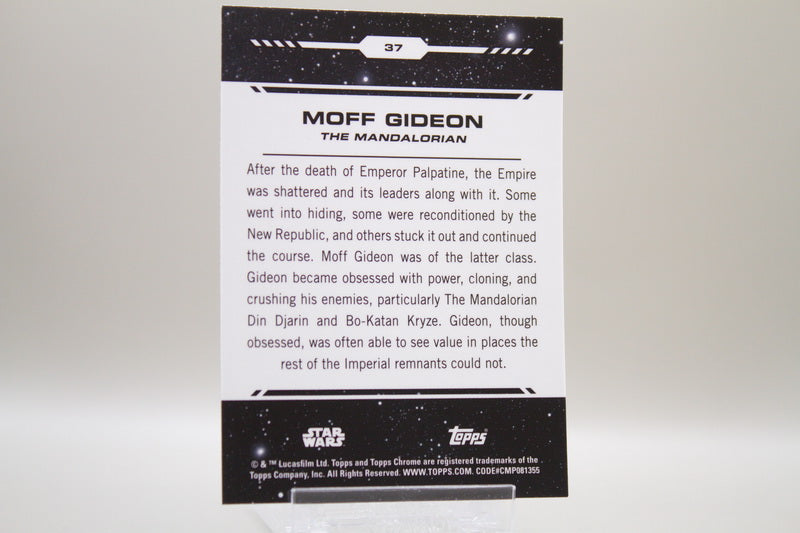 37
MOFF GIDEON
THE MANDALORIAN
After the death of Emperor Palpatine, the Empire
was shattered and its leaders along with it. Some
went into hiding, some were reconditioned by the
New Republic, and others stuck it out and continued
the course. Moff Gideon was of the latter class.
Gideon became obsessed with power, cloning, and
crushing his enemies, particularly The Mandalorian
Din Djarin and Bo-Katan Kryze. Gideon, though
obsessed, was often able to see value in places the
rest of the Imperial remnants could not.
STAR WARS
Topps
© & ™ Lucasfilm Ltd. Topps and Topps Chrome are registered trademarks of the
Topps Company, Inc. All Rights Reserved. WWW.TOPPS.COM. CODE#CMP081355